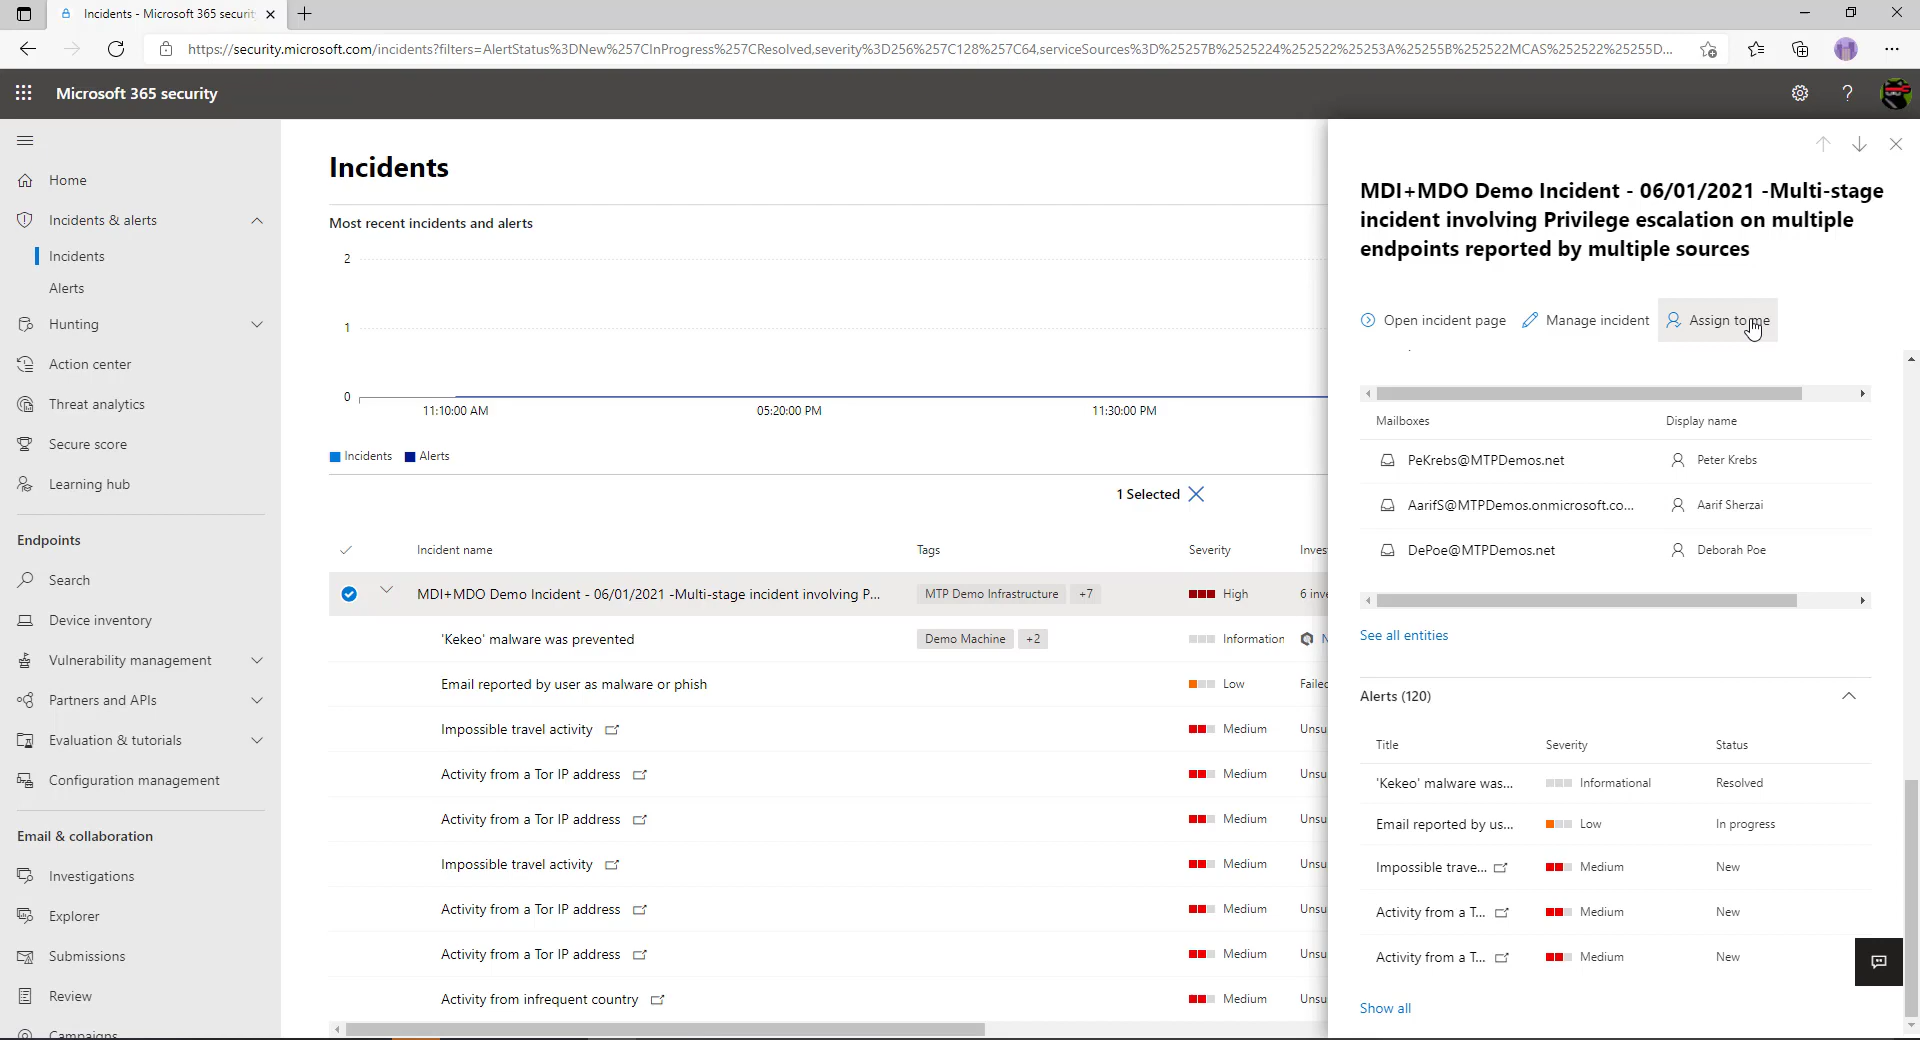 Incidents - Microsoft 365 securit
https://security.microsoft.com/incidents?filters=AlertStatus%3DNew%257CInProgress%257CResolved,severity%3D256%257C128%257C64,serviceSources%3D%25257B%2525224%252522%25253A%25255B%252522MCAS%252522%25255D...
Microsoft 365 security
?
Home
Incidents & alerts
Incidents
Alerts
Hunting
Action center
Threat analytics
Secure score
Learning hub
Endpoints
Search
Device inventory
Vulnerability management
Partners and APIs
Evaluation & tutorials
Configuration management
Email & collaboration
Investigations
Explorer
Submissions
Review
Campaigns
Incidents
Most recent incidents and alerts
2
1
0
11:10:00 AM 05:20:00 PM 11:30:00 PM
Incidents Alerts
1 Selected
Incident name Tags Severity Inves
MDI+MDO Demo Incident - 06/01/2021 -Multi-stage incident involving P... MTP Demo Infrastructure +7 High 6 inve
'Kekeo' malware was prevented Demo Machine +2 Information N
Email reported by user as malware or phish Low Failed
Impossible travel activity Medium Unsu
Activity from a Tor IP address Medium Unsu
Activity from a Tor IP address Medium Unsu
Impossible travel activity Medium Unsu
Activity from a Tor IP address Medium Unsu
Activity from a Tor IP address Medium Unsu
Activity from infrequent country Medium Unsu
MDI+MDO Demo Incident - 06/01/2021 -Multi-stage
incident involving Privilege escalation on multiple
endpoints reported by multiple sources
Open incident page Manage incident Assign to me
Mailboxes Display name
PeKrebs@MTPDemos.net Peter Krebs
AarifS@MTPDemos.onmicrosoft.co... Aarif Sherzai
DePoe@MTPDemos.net Deborah Poe
See all entities
Alerts (120)
Title Severity Status
'Kekeo' malware was... Informational Resolved
Email reported by us... Low In progress
Impossible trave... Medium New
Activity from a T... Medium New
Activity from a T... Medium New
Show all